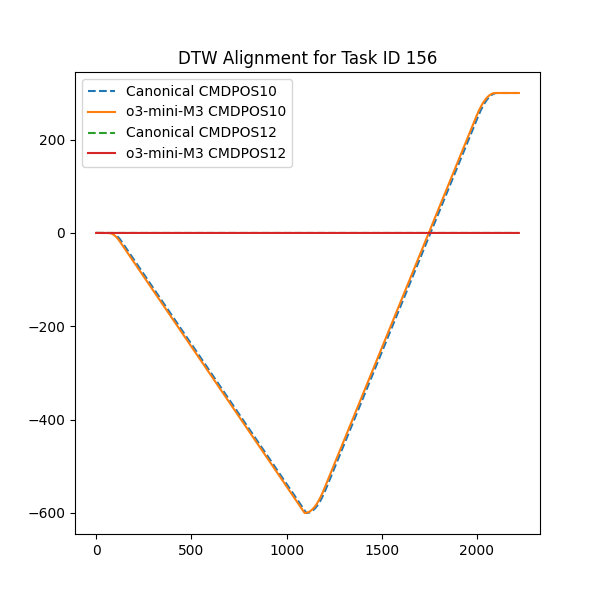 DTW Alignment for Task ID 156
Canonical CMDPOS10
o3-mini-M3 CMDPOS10
Canonical CMDPOS12
o3-mini-M3 CMDPOS12
200
0
−200
−400
−600
0 500 1000 1500 2000